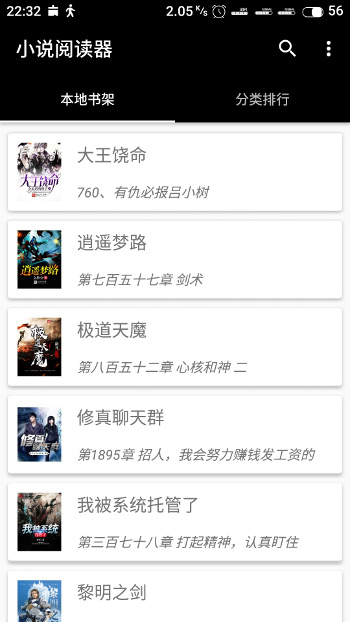 22:32 2.05 K/s 56
小说阅读器
本地书架 分类排行
大王饶命
760、有仇必报吕小树
逍遥梦路
第七百五十七章 剑术
极道天魔
第八百五十二章 心核和神 二
修真聊天群
第1895章 招人，我会努力赚钱发工资的
我被系统托管了
第三百七十八章 打起精神，认真盯住
黎明之剑